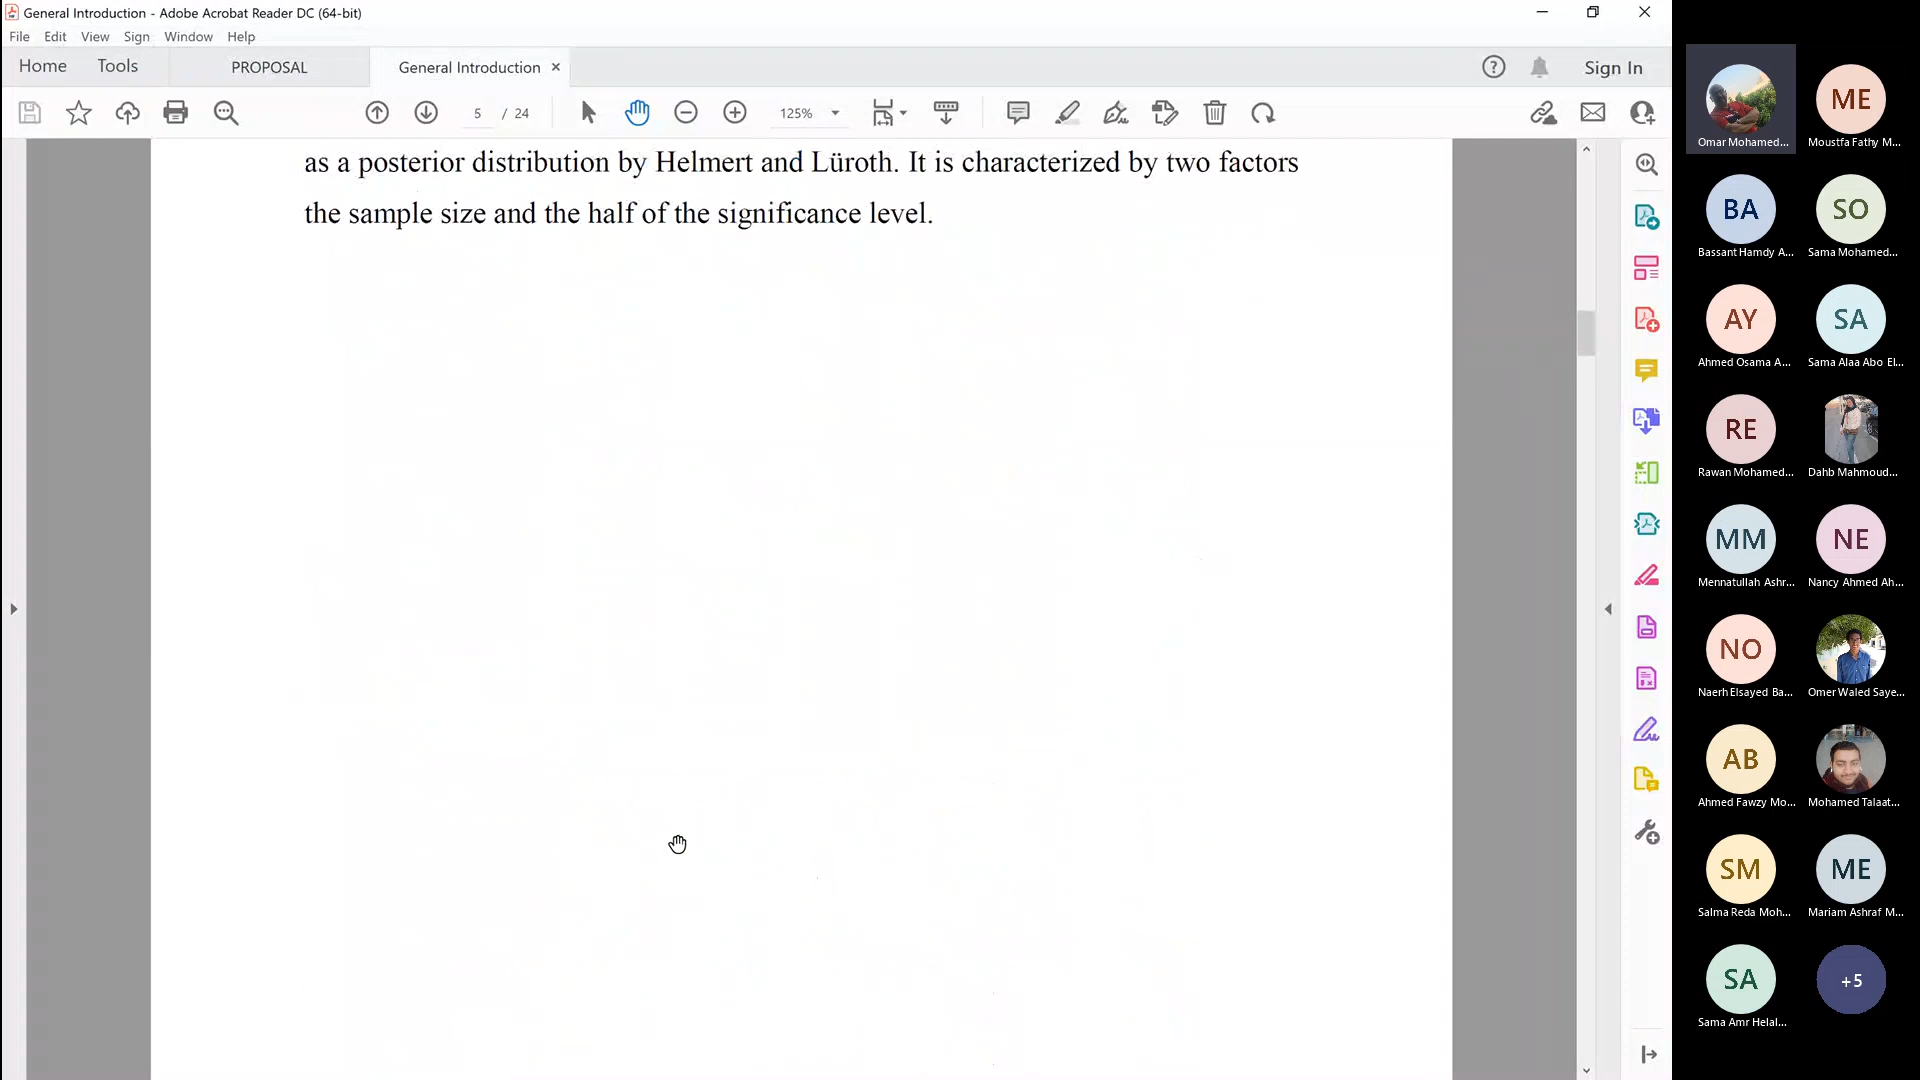 General Introduction - Adobe Acrobat Reader DC (64-bit)
File Edit View Sign Window Help
Home Tools PROPOSAL General Introduction Sign In
5 / 24 125%
as a posterior distribution by Helmert and Lüroth. It is characterized by two factors
the sample size and the half of the significance level.
Omar Mohamed...
ME
Moustfa Fathy M...
BA
Bassant Hamdy A...
SO
Sama Mohamed...
AY
Ahmed Osama A...
SA
Sama Alaa Abo El...
RE
Rawan Mohamed...
Dahb Mahmoud...
MM
Mennatullah Ashr...
NE
Nancy Ahmed Ah...
NO
Naerh Elsayed Ba...
Omer Waled Saye...
AB
Ahmed Fawzy Mo...
Mohamed Talaat...
SM
Salma Reda Moh...
ME
Mariam Ashraf M...
SA
Sama Amr Helal...
+5